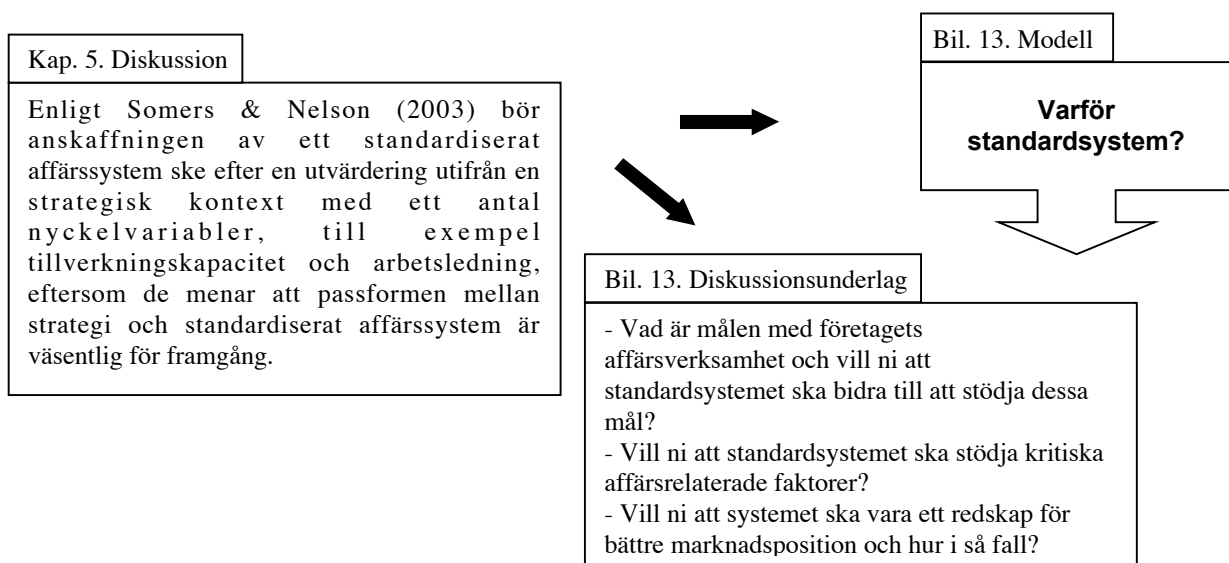 Kap. 5. Diskussion
Enligt Somers & Nelson (2003) bör
anskaffningen av ett standardiserat
affärssystem ske efter en utvärdering utifrån en
strategisk kontext med ett antal
nyckelvariabler, till exempel
tillverkningskapacitet och arbetsledning,
eftersom de menar att passformen mellan
strategi och standardiserat affärssystem är
väsentlig för framgång.
Bil. 13. Modell
Varför
standardsystem?
Bil. 13. Diskussionsunderlag
- Vad är målen med företagets
affärsverksamhet och vill ni att
standardsystemet ska bidra till att stödja dessa
mål?
- Vill ni att standardsystemet ska stödja kritiska
affärsrelaterade faktorer?
- Vill ni att systemet ska vara ett redskap för
bättre marknadsposition och hur i så fall?